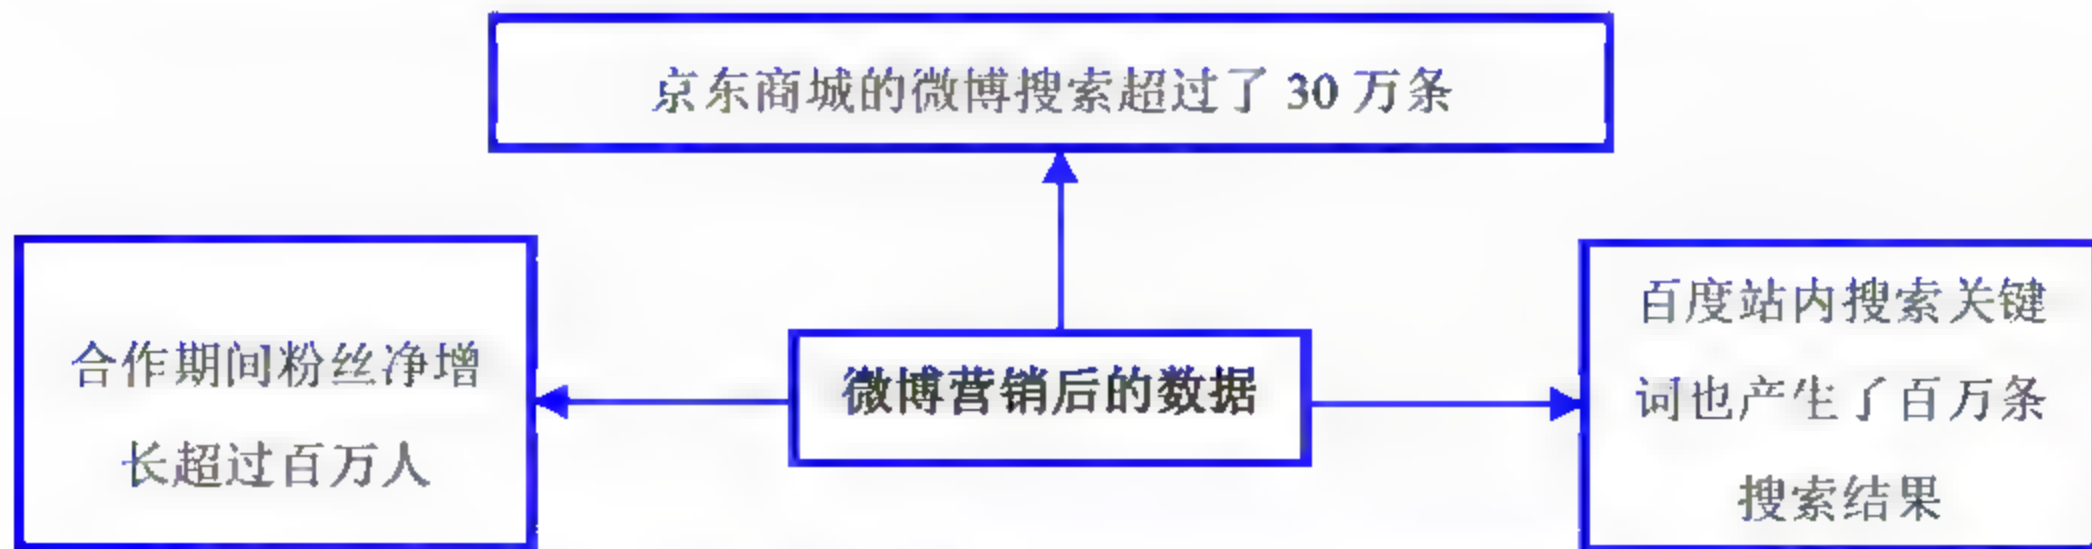 京东商城的微博搜索超过了 30 万条
合作期间粉丝净增
长超过百万人
微博营销后的数据
百度站内搜索关键
词也产生了百万条
搜索结果